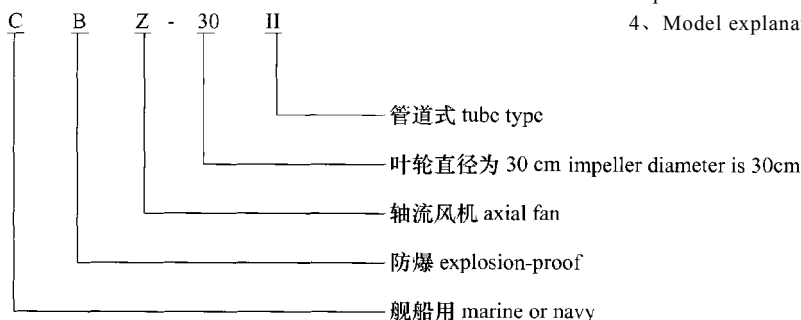 C B Z - 30 II
4、Model explana
管道式 tube type
叶轮直径为 30 cm impeller diameter is 30cm
轴流风机 axial fan
防爆 explosion-proof
舰船用 marine or navy